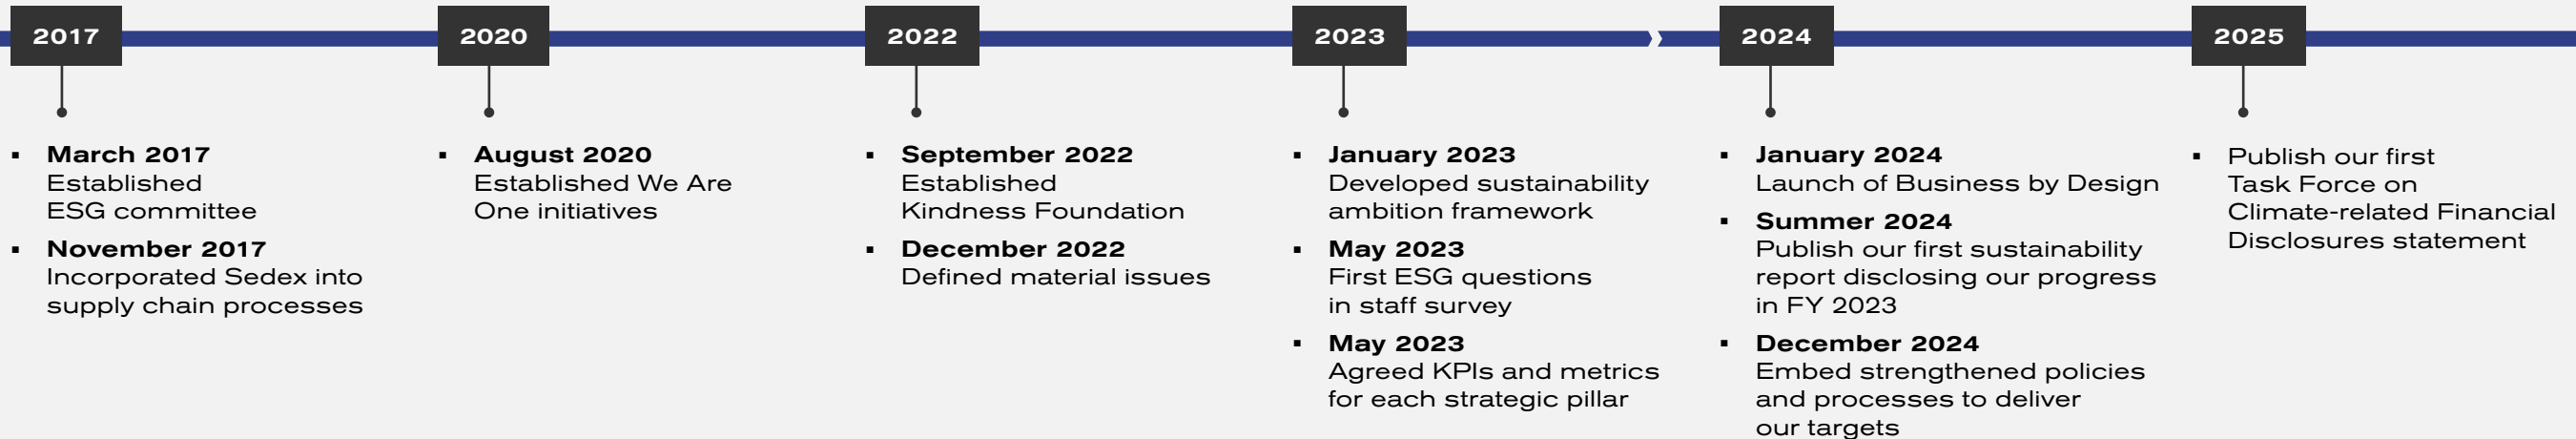 2017
▪ March 2017
Established
ESG committee
▪ November 2017
Incorporated Sedex into
supply chain processes
2020
▪ August 2020
Established We Are
One initiatives
2022
▪ September 2022
Established
Kindness Foundation
▪ December 2022
Defined material issues
2023
▪ January 2023
Developed sustainability
ambition framework
▪ May 2023
First ESG questions
in staff survey
▪ May 2023
Agreed KPIs and metrics
for each strategic pillar
2024
▪ January 2024
Launch of Business by Design
▪ Summer 2024
Publish our first sustainability
report disclosing our progress
in FY 2023
▪ December 2024
Embed strengthened policies
and processes to deliver
our targets
2025
▪ Publish our first
Task Force on
Climate-related Financial
Disclosures statement